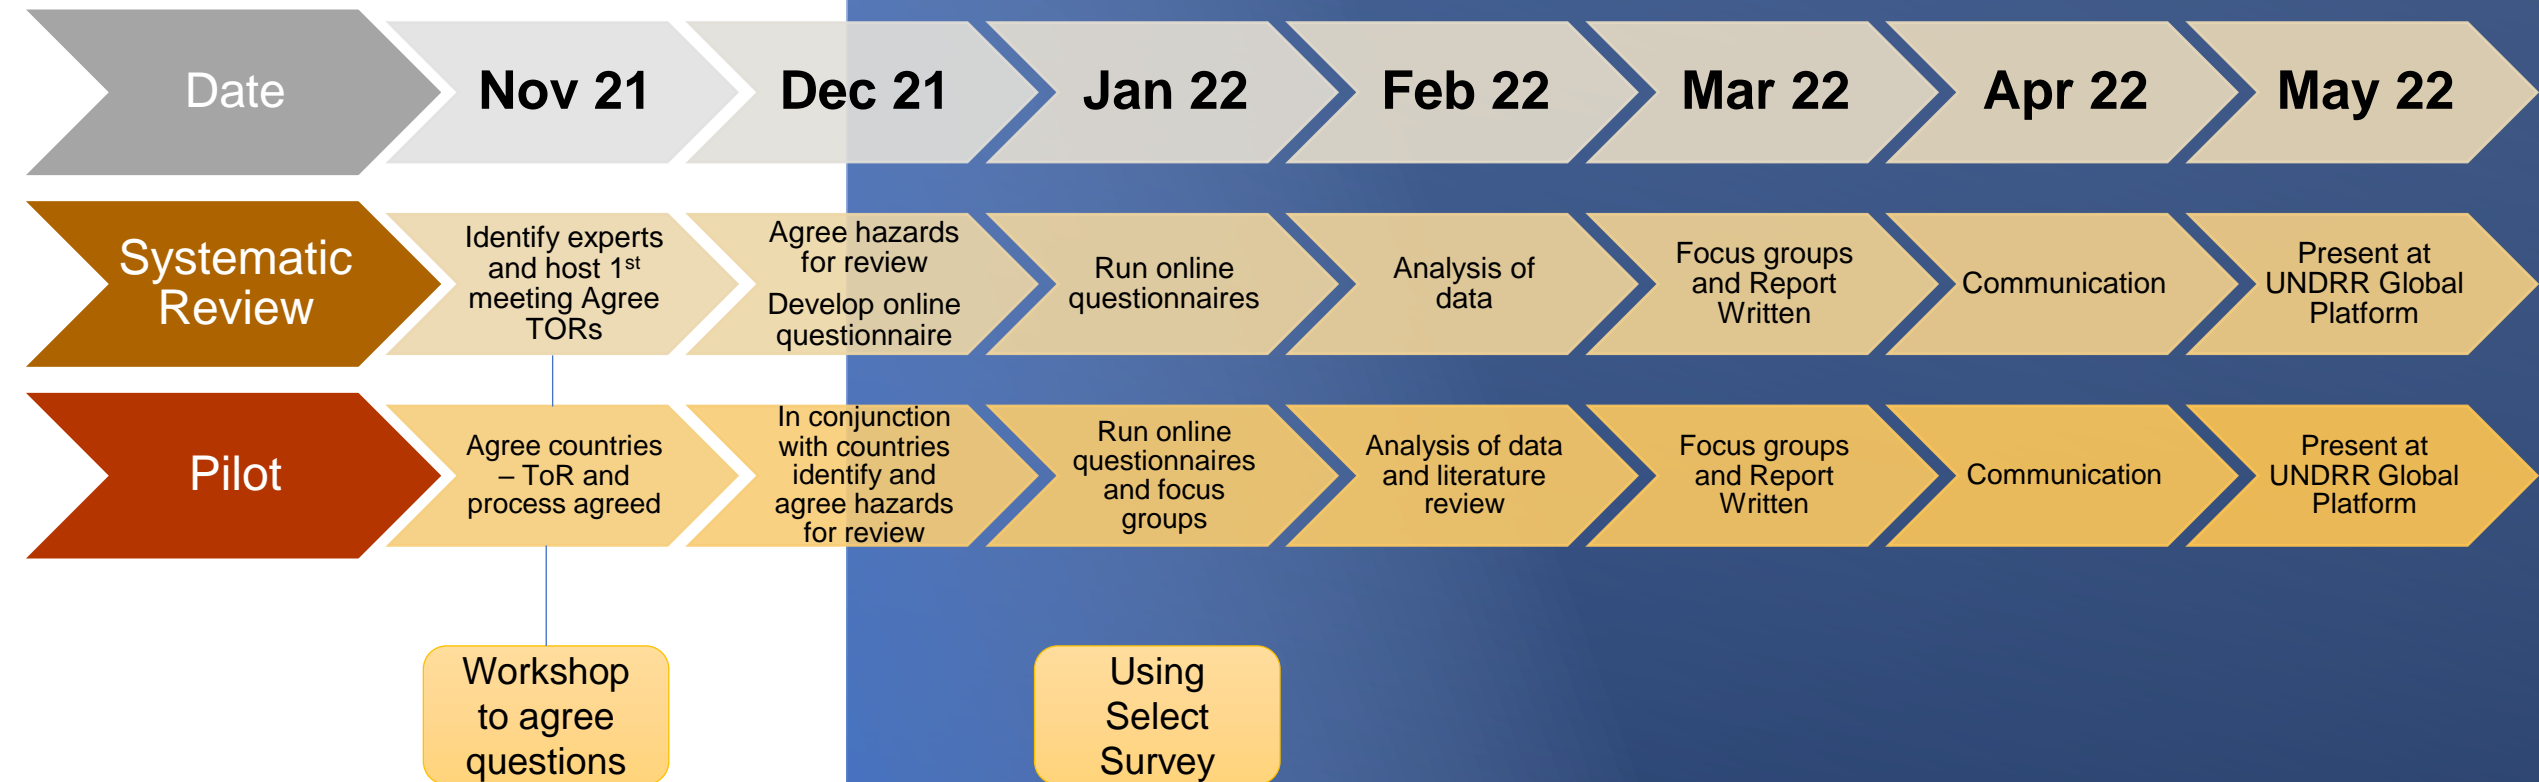 Date
Nov 21
Dec 21
Jan 22
Feb 22
Mar 22
Apr 22
May 22
Systematic
Review
Identify experts
and host 1st
meeting Agree
TORs
Agree hazards
for review
Develop online
questionnaire
Run online
questionnaires
Analysis of
data
Focus groups
and Report
Written
Communication
Present at
UNDRR Global
Platform
Pilot
Agree countries
– ToR and
process agreed
In conjunction
with countries
identify and
agree hazards
for review
Run online
questionnaires
and focus
groups
Analysis of data
and literature
review
Focus groups
and Report
Written
Communication
Present at
UNDRR Global
Platform
Workshop
to agree
questions
Using
Select
Survey